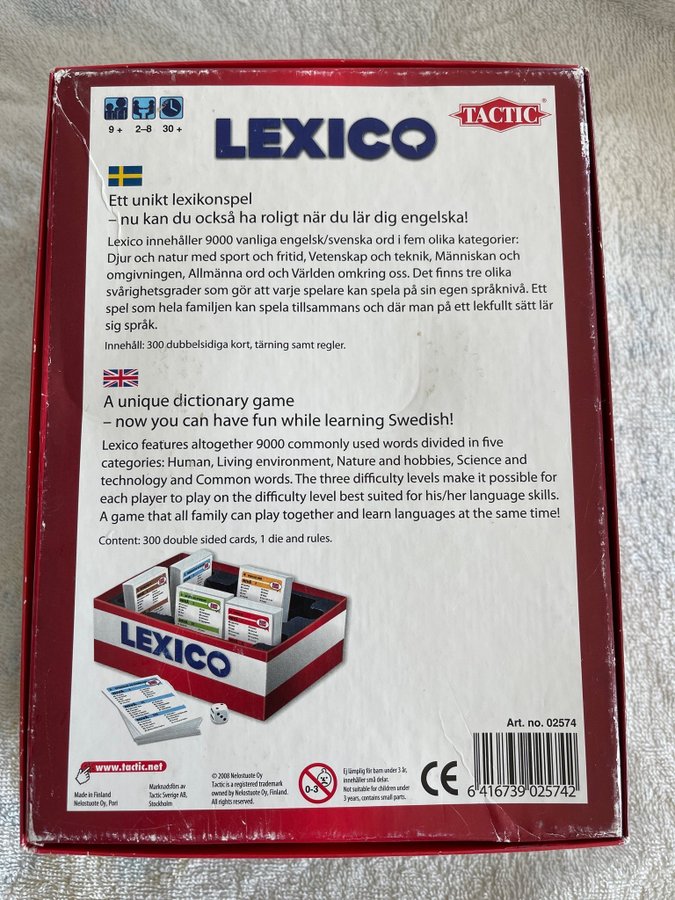 9 +
2–8
30 +
LEXICO
TACTIC®
Ett unikt lexikonspel
– nu kan du också ha roligt när du lär dig engelska!
Lexico innehåller 9000 vanliga engelsk/svenska ord i fem olika kategorier:
Djur och natur med sport och fritid, Vetenskap och teknik, Människan och
omgivningen, Allmänna ord och Världen omkring oss. Det finns tre olika
svårighetsgrader som gör att varje spelare kan spela på sin egen språknivå. Ett
spel som hela familjen kan spela tillsammans och där man på ett lekfullt sätt lär
sig språk.
Innehåll: 300 dubbelsidiga kort, tärning samt regler.
A unique dictionary game
– now you can have fun while learning Swedish!
Lexico features altogether 9000 commonly used words divided in five
categories: Human, Living environment, Nature and hobbies, Science and
technology and Common words. The three difficulty levels make it possible for
each player to play on the difficulty level best suited for his/her language skills.
A game that all family can play together and learn languages at the same time!
Content: 300 double sided cards, 1 die and rules.
LEXICO
Art. no. 02574
www.tactic.net
Made in Finland
Nelostuote Oy, Pori
Marknadsförs av
Tactic Sverige AB,
Stockholm
© 2008 Nelostuote Oy
Tactic is a registered trademark
owned by Nelostuote Oy, Finland.
All rights reserved.
0-3
Ej lämplig för barn under 3 år,
innehåller små delar.
Not suitable for children under
3 years, contains small parts.
CE
6 416739 025742